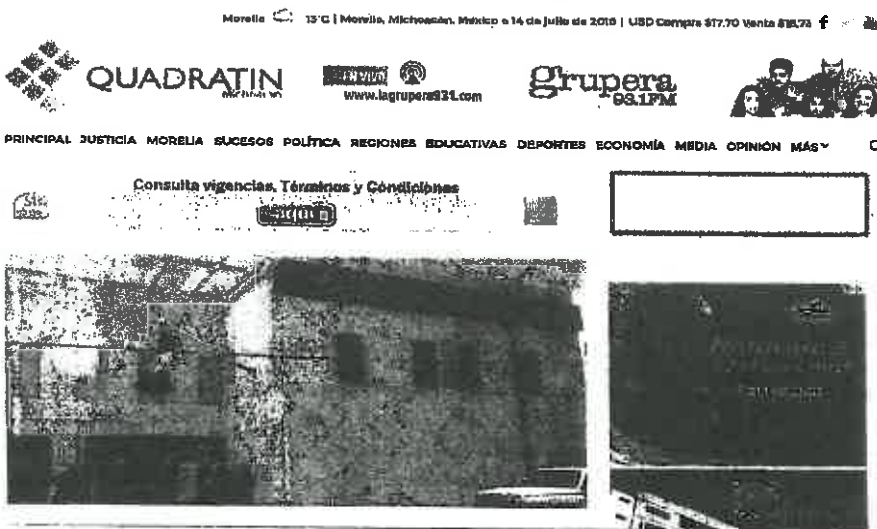 Morelia 13°C | Morelia, Michoacán, México a 14 de julio de 2019 | USD Compra $17.70 Venta
QUADRATIN
EN VIVO
www.lagrupera931.com
grupera
93.1FM
PRINCIPAL JUSTICIA MORELIA SUCESOS POLÍTICA REGIONES EDUCATIVAS DEPORTES ECONOMÍA MEDIA OPINIÓN MÁS
Consulta vigencias, Términos y Condiciones